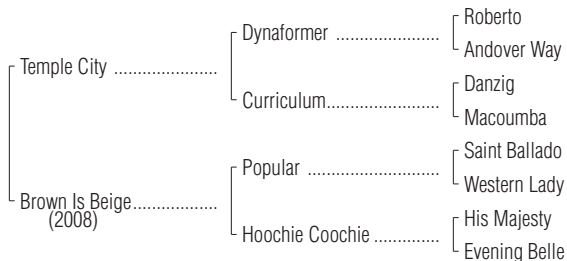 Roberto
Dynaformer ..................
Andover Way
Temple City ..................
Danzig
Curriculum....................
Macoumba
Saint Ballado
Popular .......................
Western Lady
Brown Is Beige...............
(2008)
His Majesty
Hoochie Coochie .............
Evening Belle